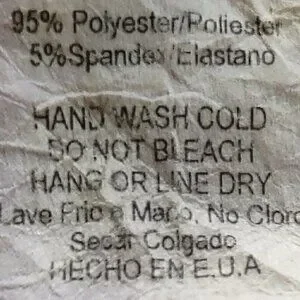 95% Polyester/Poliester
5%Spandex/Elastano
HAND WASH COLD
DO NOT BLEACH
HANG OR LINE DRY
Lave Frio o Mano. No Cloro
Secar Colgado
HECHO EN E.U.A